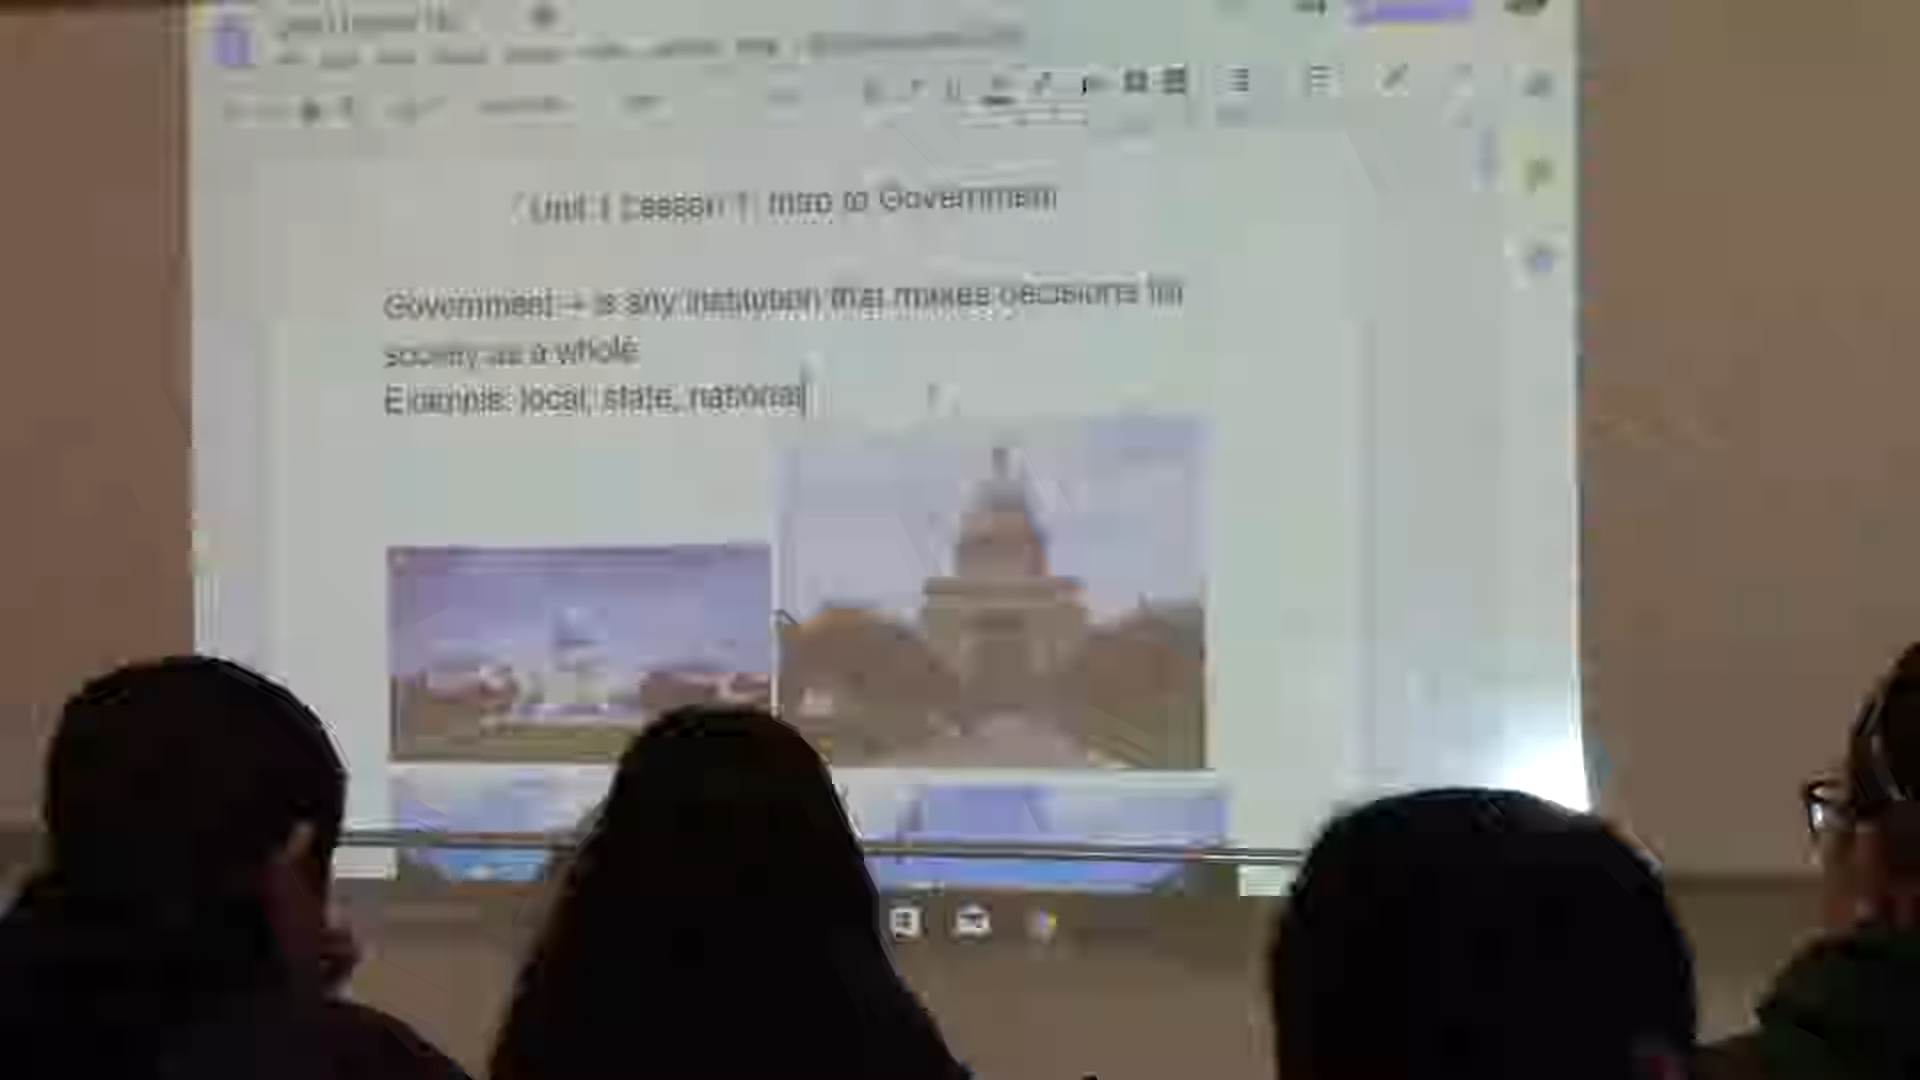 Unit 1 Lesson 1: Intro to Government
Government → is any institution that makes decisions for
society as a whole
Example: local, state, national